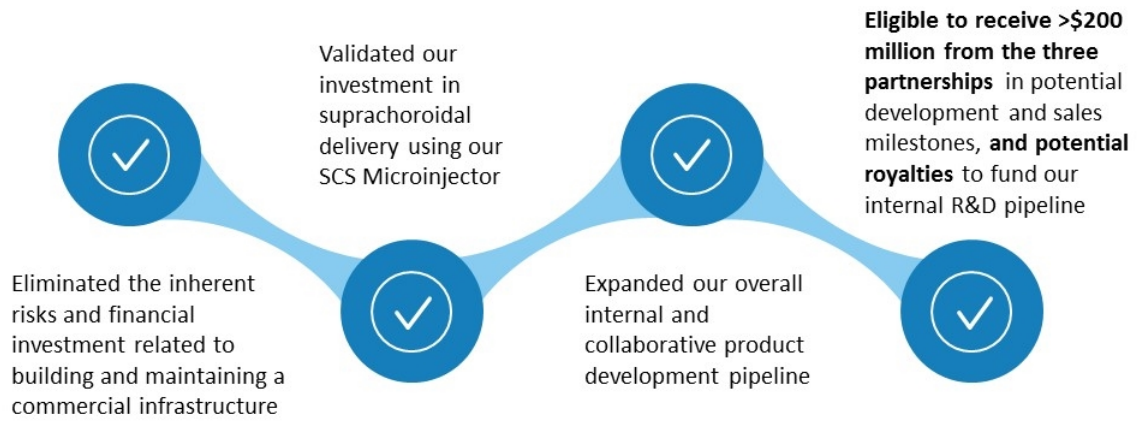 Eliminated the inherent
risks and financial
investment related to
building and maintaining a
commercial infrastructure
Validated our
investment in
suprachoroidal
delivery using our
SCS Microinjector
Expanded our overall
internal and
collaborative product
development pipeline
Eligible to receive >$200
million from the three
partnerships in potential
development and sales
milestones, and potential
royalties to fund our
internal R&D pipeline